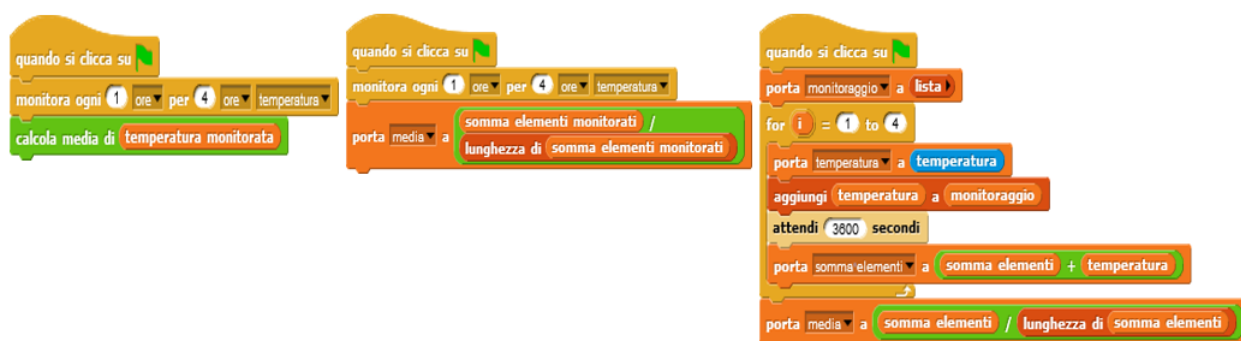 quando si clicca su
monitora ogni 1 ore per 4 ore temperatura
calcola media di temperatura monitorata
quando si clicca su
monitora ogni 1 ore per 4 ore temperatura
porta media a somma elementi monitorati /
lunghezza di somma elementi monitorati
quando si clicca su
porta monitoraggio a lista
for i = 1 to 4
porta temperatura a temperatura
aggiungi temperatura a monitoraggio
attendi 3600 secondi
porta somma elementi a somma elementi + temperatura
porta media a somma elementi / lunghezza di somma elementi